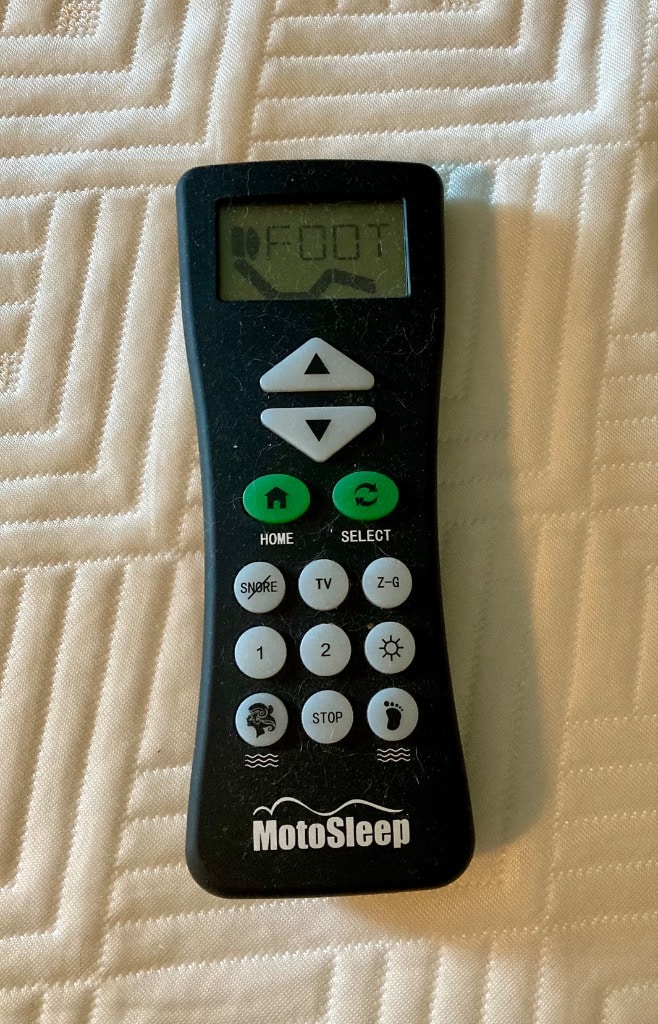 FOOT
HOME SELECT
SNORE TV Z-G
1 2
STOP
MotoSleep